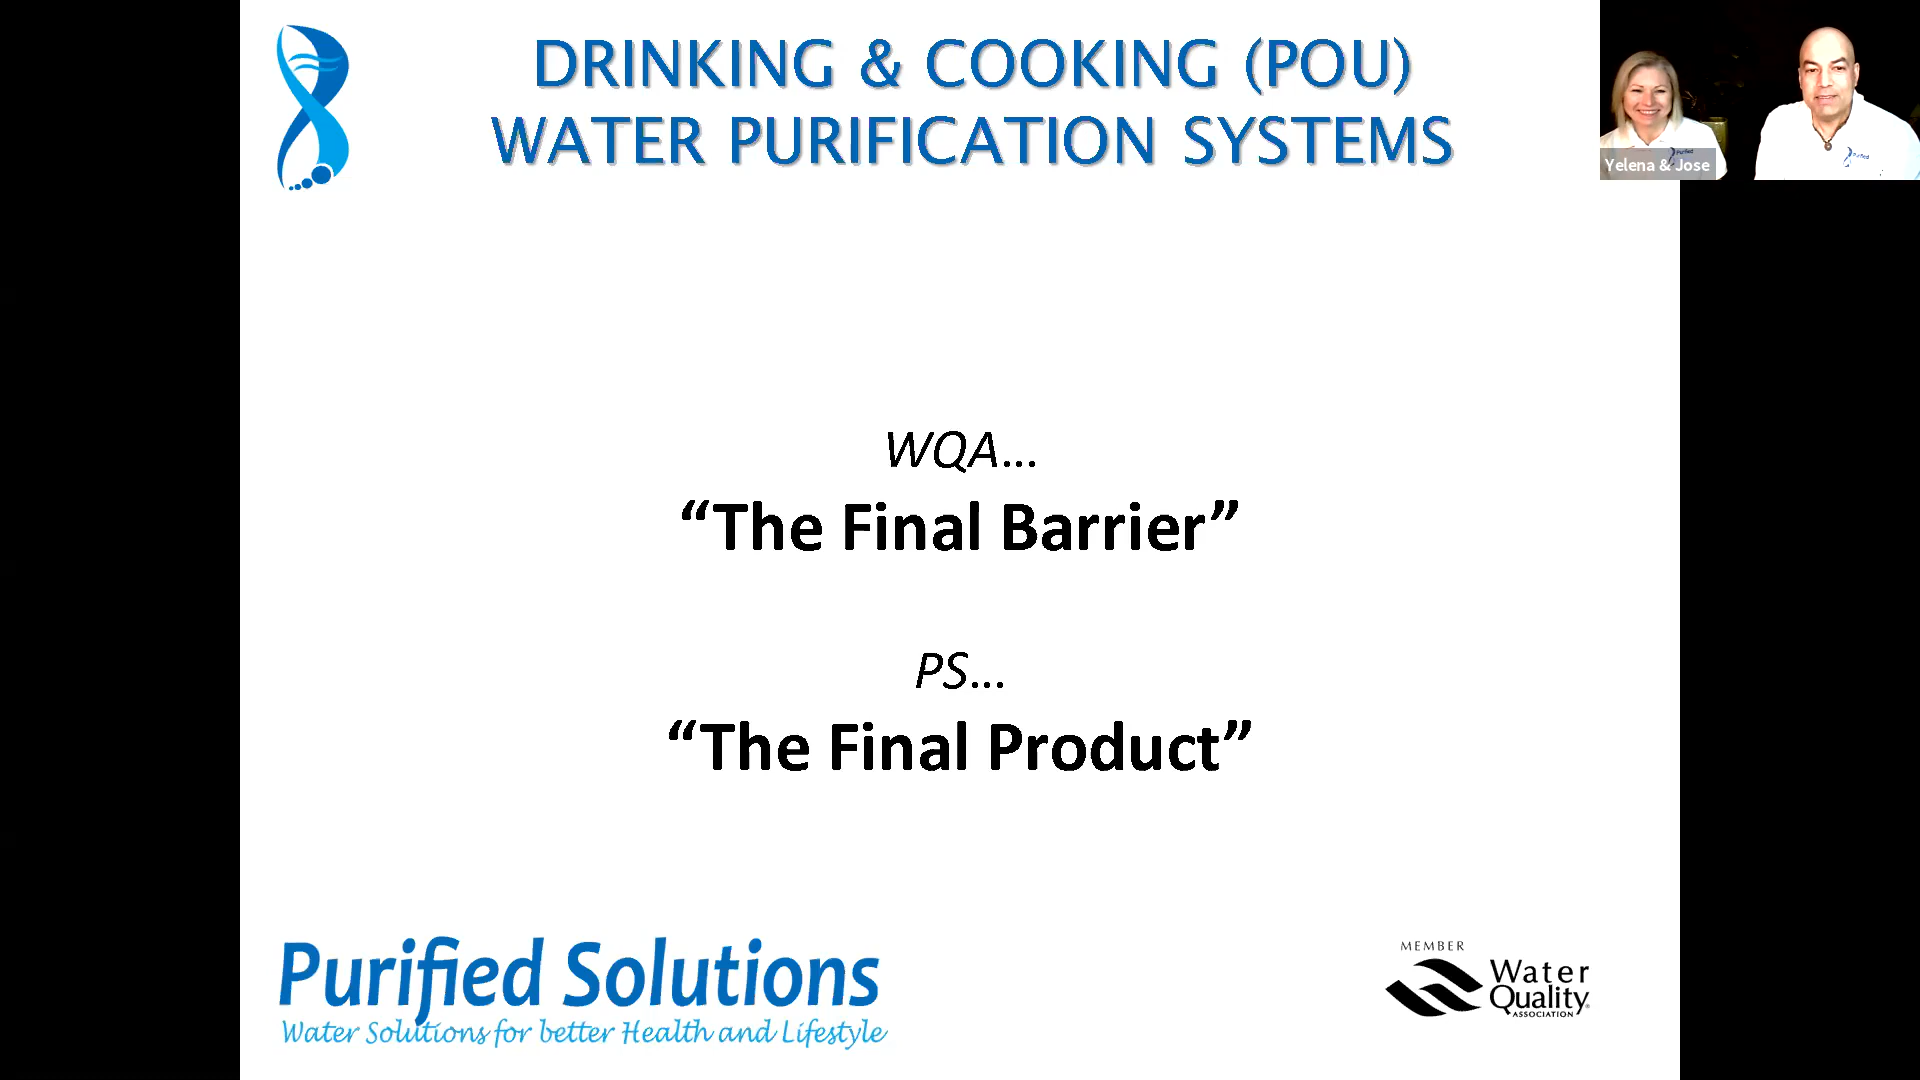 DRINKING & COOKING (POU)
WATER PURIFICATION SYSTEMS
Yelena & Jose
WQA...
“The Final Barrier”
PS...
“The Final Product”
Purified Solutions
Water Solutions for better Health and Lifestyle
MEMBER
Water
Quality
ASSOCIATION